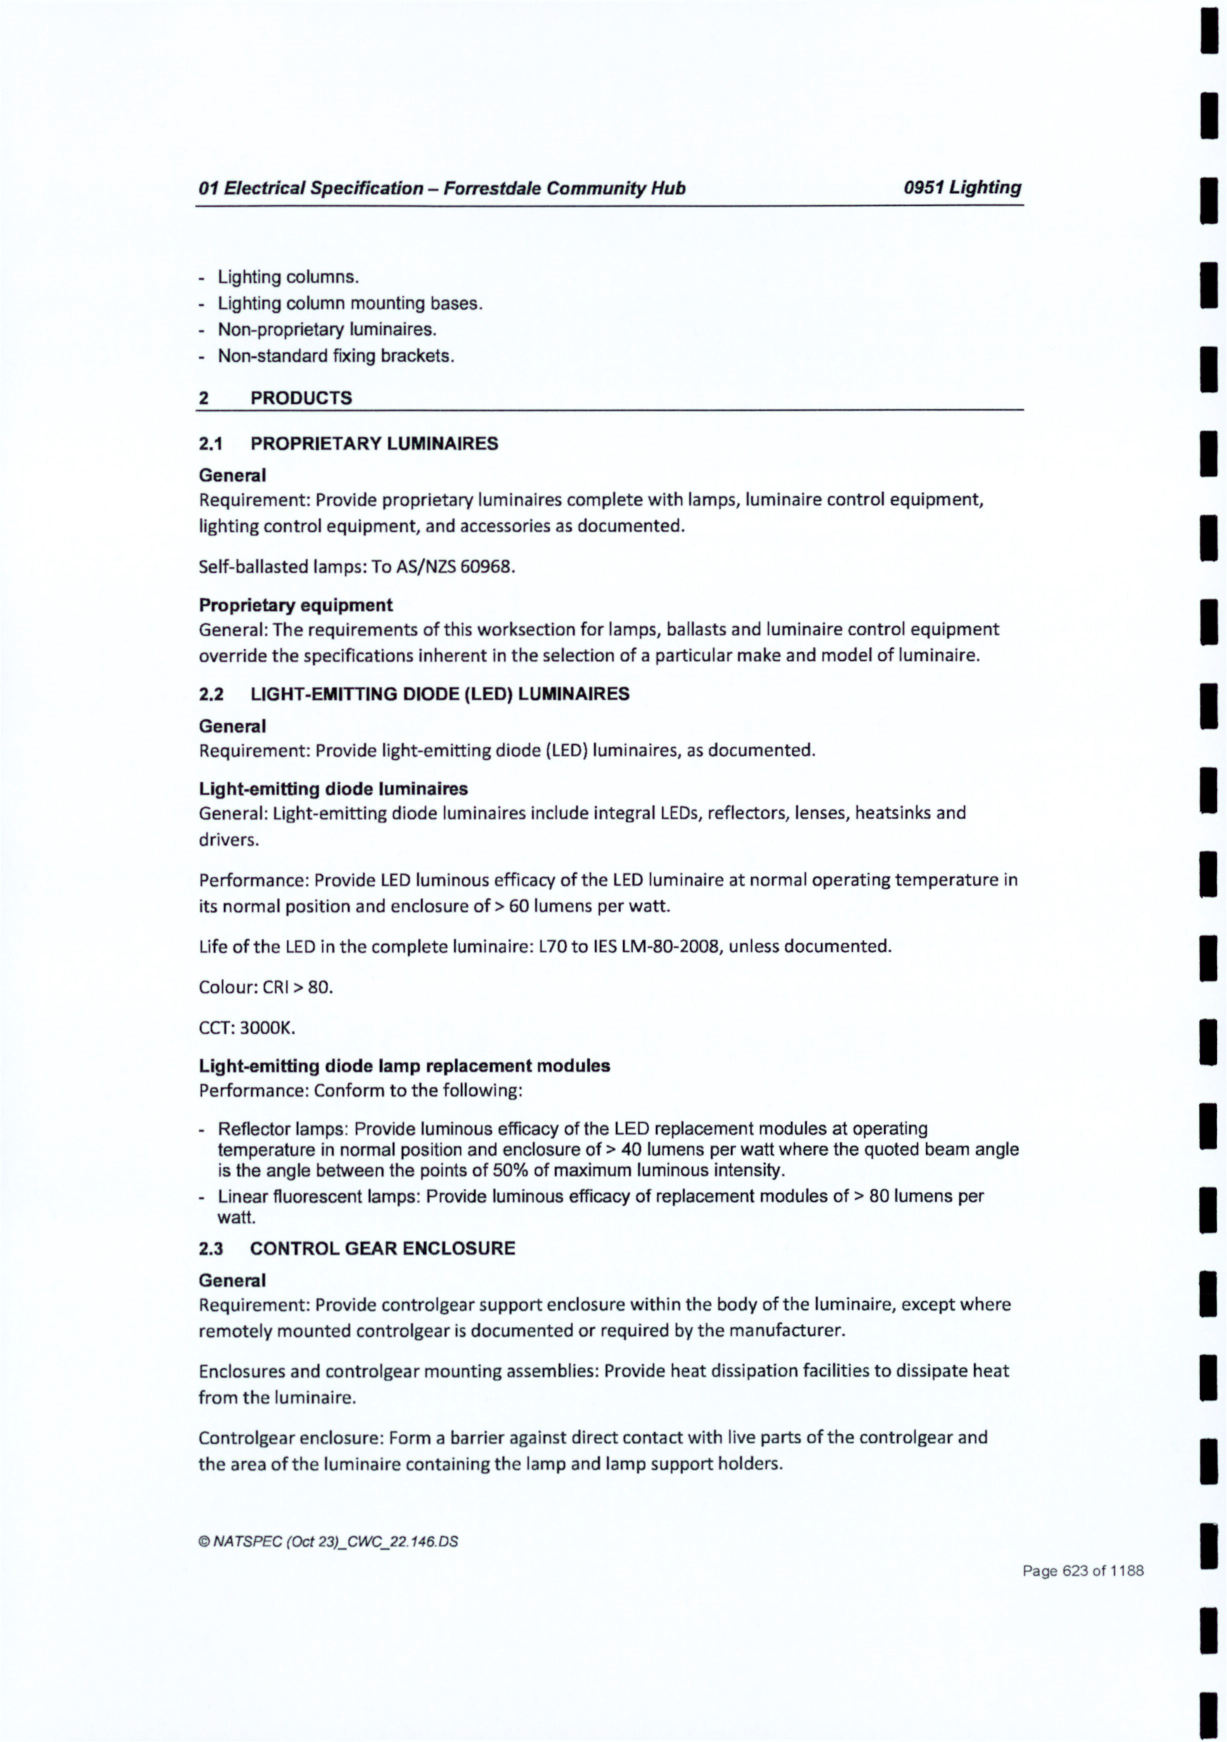 01 Electrical Specification – Forrestdale Community Hub 0951 Lighting
- Lighting columns.
- Lighting column mounting bases.
- Non-proprietary luminaires.
- Non-standard fixing brackets.
2 PRODUCTS
2.1 PROPRIETARY LUMINAIRES
General
Requirement: Provide proprietary luminaires complete with lamps, luminaire control equipment,
lighting control equipment, and accessories as documented.
Self-ballasted lamps: To AS/NZS 60968.
Proprietary equipment
General: The requirements of this worksection for lamps, ballasts and luminaire control equipment
override the specifications inherent in the selection of a particular make and model of luminaire.
2.2 LIGHT-EMITTING DIODE (LED) LUMINAIRES
General
Requirement: Provide light-emitting diode (LED) luminaires, as documented.
Light-emitting diode luminaires
General: Light-emitting diode luminaires include integral LEDs, reflectors, lenses, heatsinks and
drivers.
Performance: Provide LED luminous efficacy of the LED luminaire at normal operating temperature in
its normal position and enclosure of > 60 lumens per watt.
Life of the LED in the complete luminaire: L70 to IES LM-80-2008, unless documented.
Colour: CRI > 80.
CCT: 3000K.
Light-emitting diode lamp replacement modules
Performance: Conform to the following:
- Reflector lamps: Provide luminous efficacy of the LED replacement modules at operating
temperature in normal position and enclosure of > 40 lumens per watt where the quoted beam angle
is the angle between the points of 50% of maximum luminous intensity.
- Linear fluorescent lamps: Provide luminous efficacy of replacement modules of > 80 lumens per
watt.
2.3 CONTROL GEAR ENCLOSURE
General
Requirement: Provide controlgear support enclosure within the body of the luminaire, except where
remotely mounted controlgear is documented or required by the manufacturer.
Enclosures and controlgear mounting assemblies: Provide heat dissipation facilities to dissipate heat
from the luminaire.
Controlgear enclosure: Form a barrier against direct contact with live parts of the controlgear and
the area of the luminaire containing the lamp and lamp support holders.
© NATSPEC (Oct 23)_CWC_22.146.DS
Page 623 of 1188